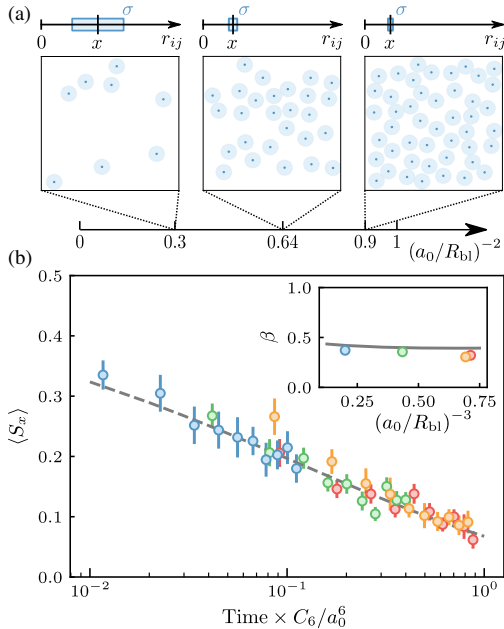 (a)
σ σ σ
0 x r_ij 0 x r_ij 0 x r_ij
0 0.3 0.64 0.9 1 (a_0/R_bl)^−2
(b)
0.5
0.4
0.3
0.2
0.1
0.0
⟨S_x⟩
1.0
0.5
0.0
β
0.25 0.50 0.75
(a_0/R_bl)^−3
10^−2 10^−1 10^0
Time × C_6/a_0^6